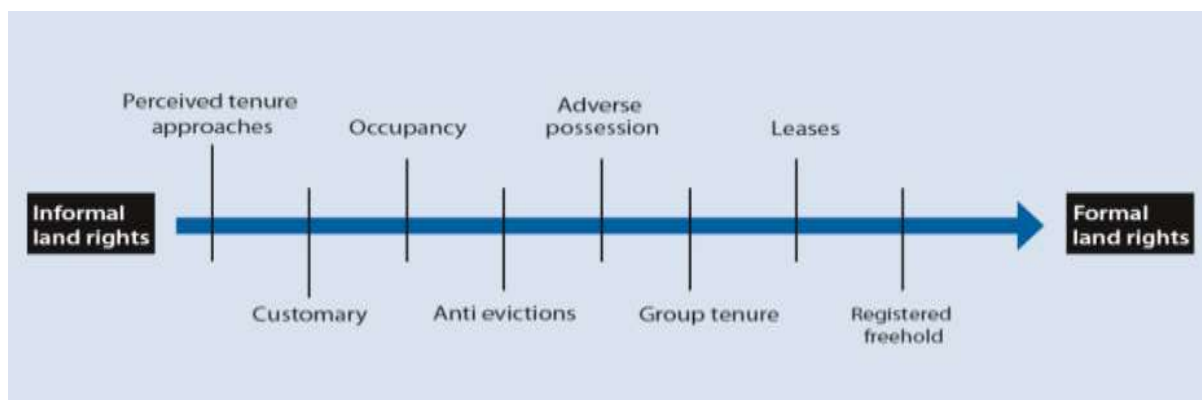 Perceived tenure
approaches
Occupancy
Adverse
possession
Leases
Informal
land rights
Formal
land rights
Customary
Anti evictions
Group tenure
Registered
freehold